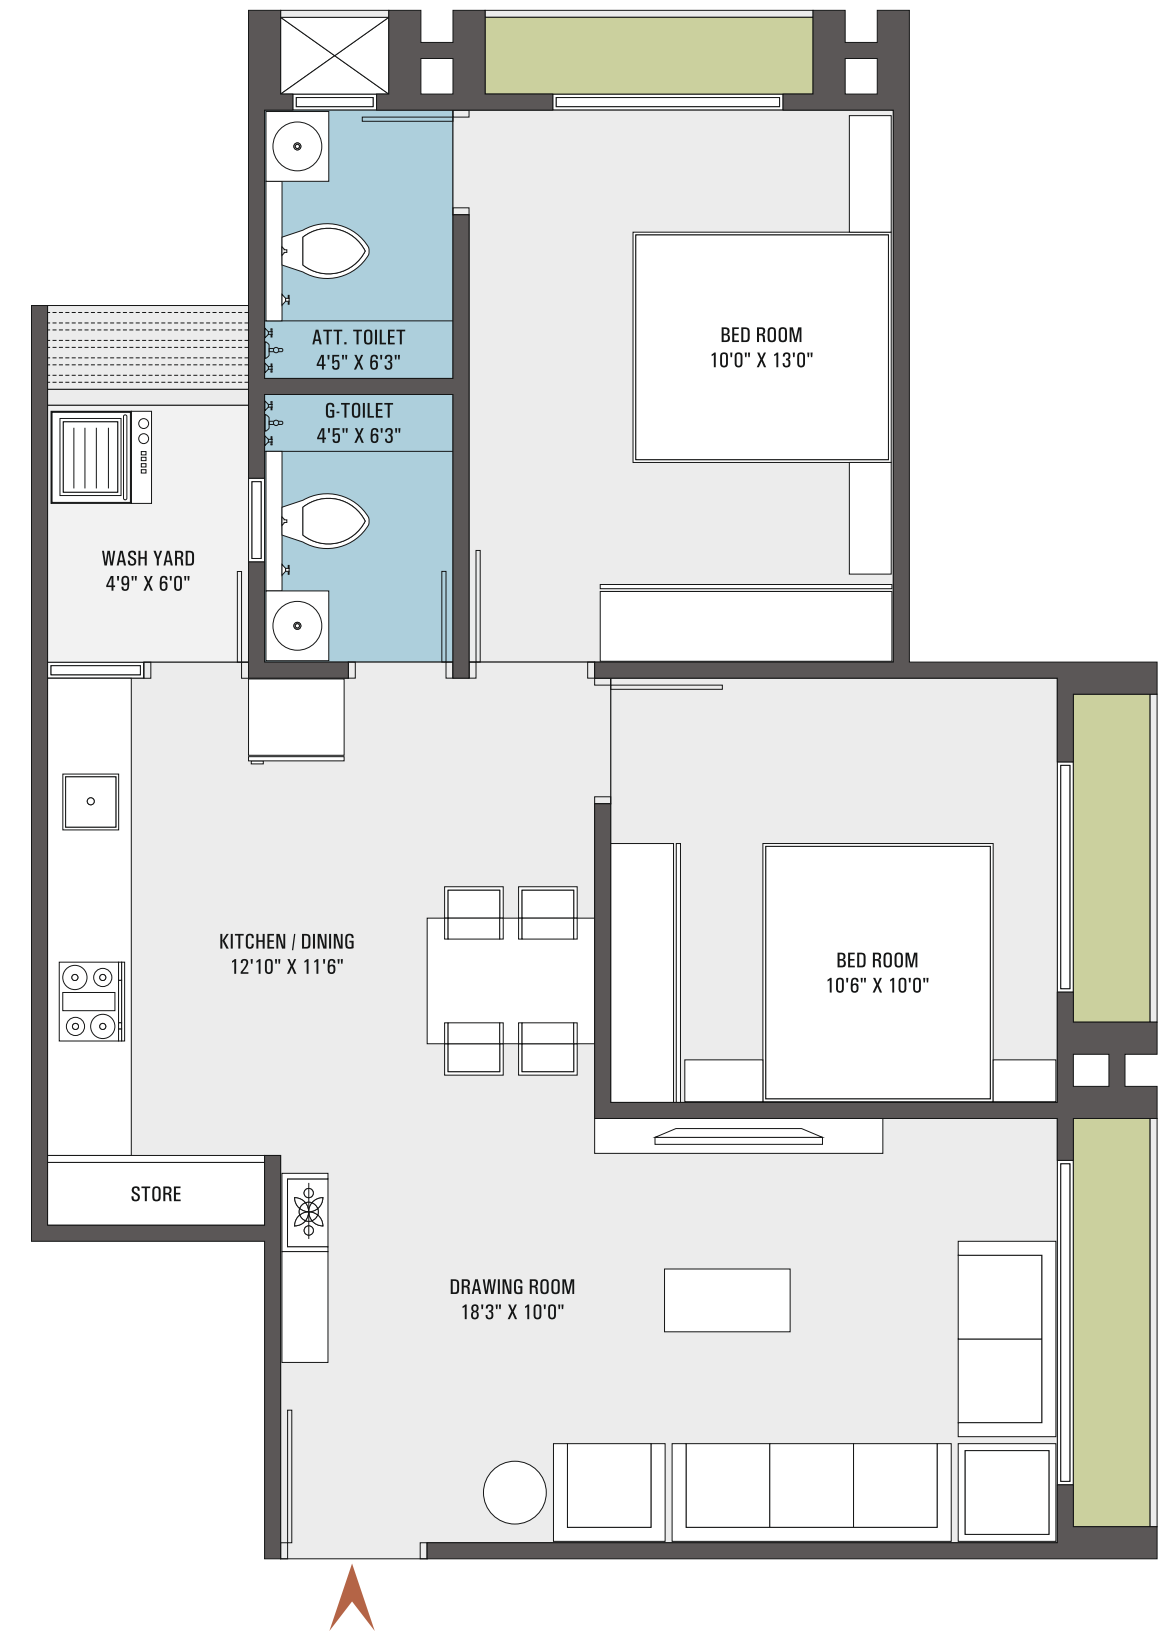 ATT. TOILET
4'5" X 6'3"
G-TOILET
4'5" X 6'3"
BED ROOM
10'0" X 13'0"
WASH YARD
4'9" X 6'0"
KITCHEN / DINING
12'10" X 11'6"
BED ROOM
10'6" X 10'0"
STORE
DRAWING ROOM
18'3" X 10'0"